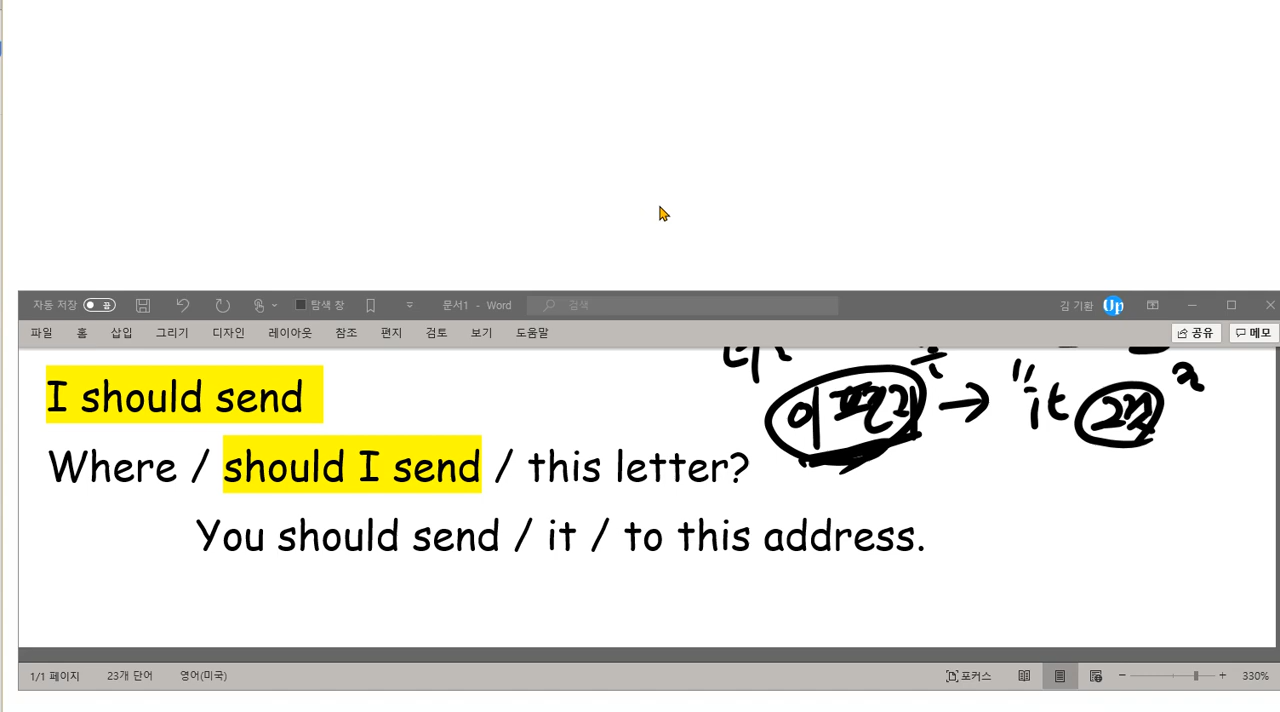 자동 저장 끔 탐색 창 문서1 - Word 검색 김 기환 Up
파일 홈 삽입 그리기 디자인 레이아웃 참조 편지 검토 보기 도움말 공유 메모
I should send
이 편지 → it
Where / should I send / this letter?
You should send / it / to this address.
1/1 페이지 23개 단어 영어(미국) 포커스 330%